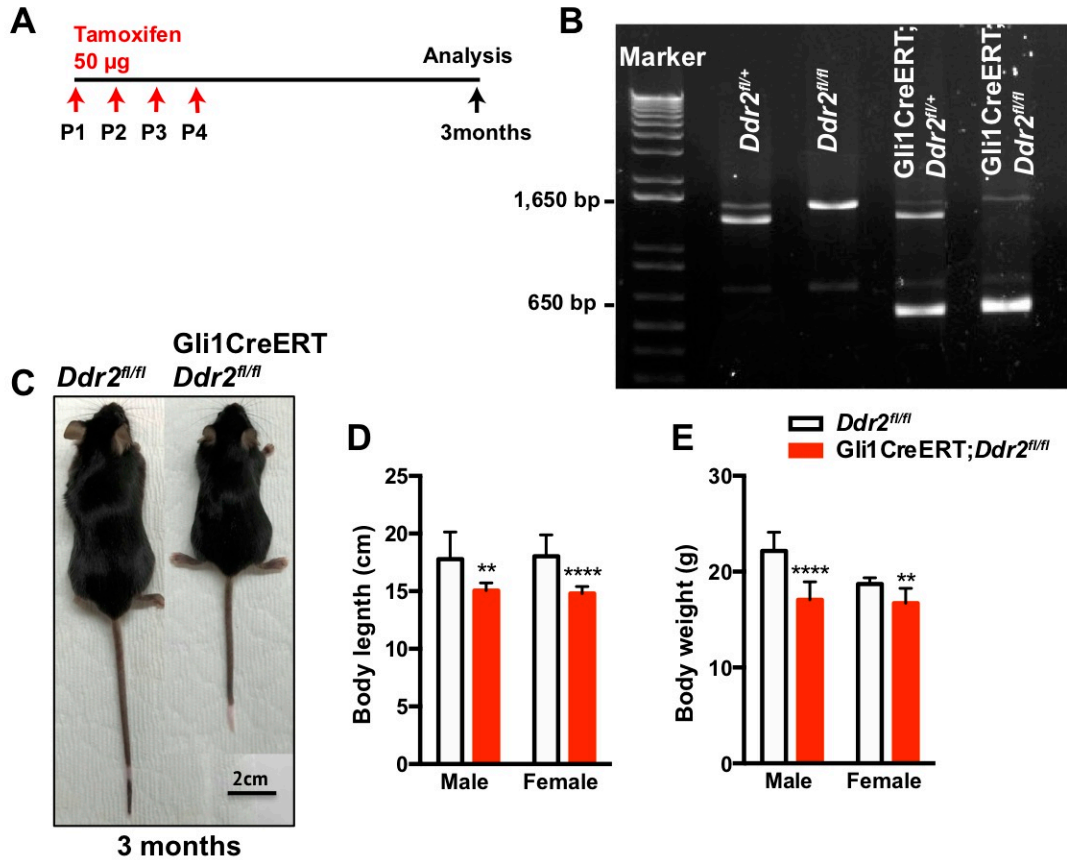 A
Tamoxifen
50 µg
Analysis
P1 P2 P3 P4
3months
B
Marker
Ddr2fl/+
Ddr2fl/fl
Gli1CreERT;
Ddr2fl/+
Gli1CreERT;
Ddr2fl/fl
1,650 bp
650 bp
C
Ddr2fl/fl
Gli1CreERT
Ddr2fl/fl
2cm
3 months
D
Body legnth (cm)
25
20
15
10
5
0
**
****
Male Female
E
Ddr2fl/fl
Gli1CreERT;Ddr2fl/fl
Body weight (g)
30
20
10
0
****
**
Male Female